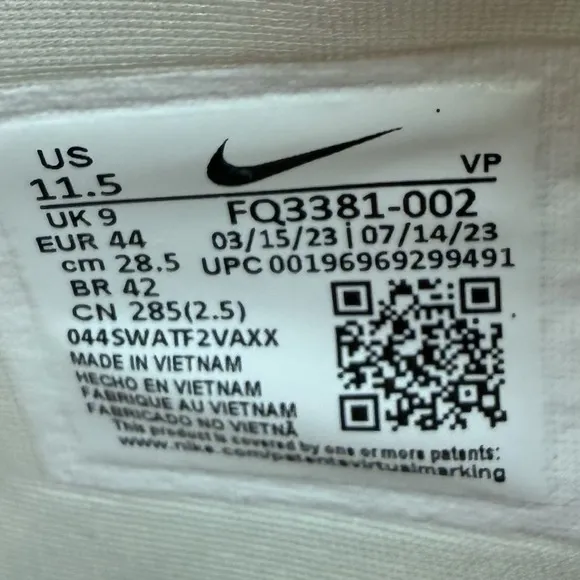 US
11.5
VP
UK 9
FQ3381-002
EUR 44
03/15/23 | 07/14/23
cm 28.5
UPC 00196969299491
BR 42
CN 285(2.5)
044SWATF2VAXX
MADE IN VIETNAM
HECHO EN VIETNAM
FABRIQUE AU VIETNAM
FABRICADO NO VIETNÃ
This product is covered by one or more patents:
www.nike.com/patentsvirtualmarking